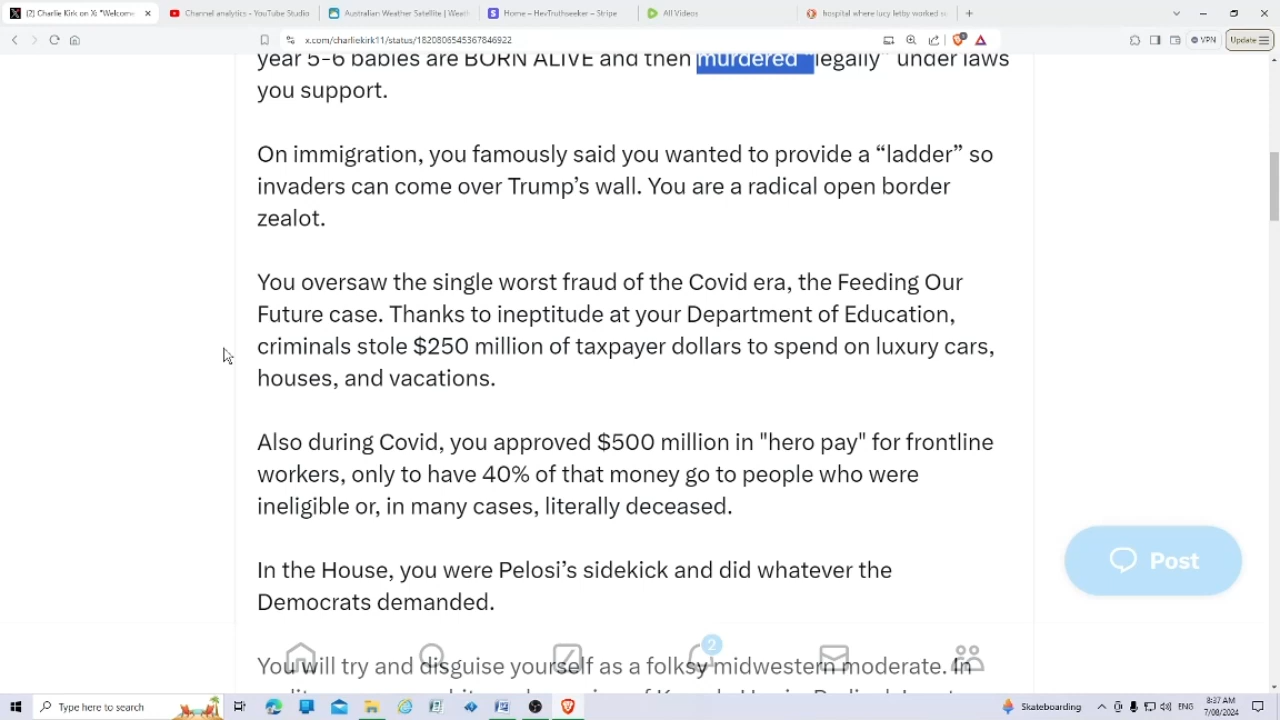 (2) Charlie Kirk on X: "Welcome
Channel analytics - YouTube Studio
Australian Weather Satellite | Weath
Home – HevTruthseeker – Stripe
All Videos
hospital where lucy letby worked s
x.com/charliekirk11/status/1820806545367846922
VPN
Update
year 5-6 babies are BORN ALIVE and then murdered "legally" under laws
you support.
On immigration, you famously said you wanted to provide a “ladder” so
invaders can come over Trump’s wall. You are a radical open border
zealot.
You oversaw the single worst fraud of the Covid era, the Feeding Our
Future case. Thanks to ineptitude at your Department of Education,
criminals stole $250 million of taxpayer dollars to spend on luxury cars,
houses, and vacations.
Also during Covid, you approved $500 million in "hero pay" for frontline
workers, only to have 40% of that money go to people who were
ineligible or, in many cases, literally deceased.
Post
In the House, you were Pelosi’s sidekick and did whatever the
Democrats demanded.
2
You will try and disguise yourself as a folksy midwestern moderate. In
Type here to search
Skateboarding
ENG
8:37 AM
7/08/2024